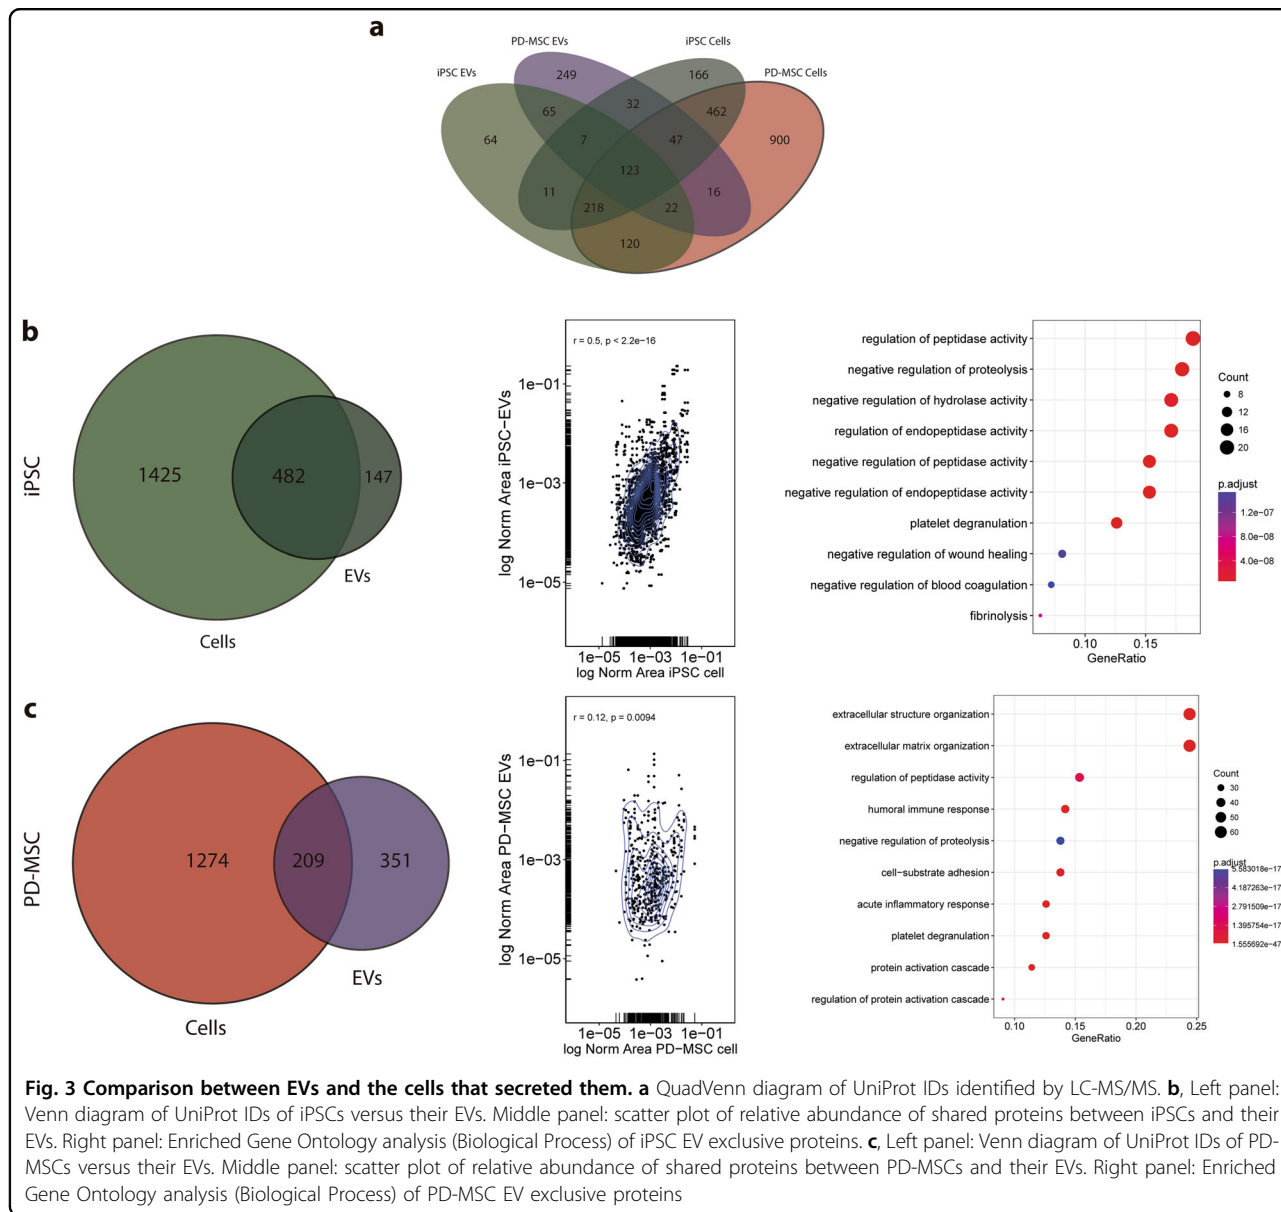 a
PD-MSC EVs
iPSC Cells
iPSC EVs
PD-MSC Cells
249
166
65
32
462
64
7
47
900
123
11
16
218
22
120
b
iPSC
1425
482
147
EVs
Cells
r = 0.5, p < 2.2e-16
log Norm Area iPSC-EVs
1e-01
1e-03
1e-05
1e-05 1e-03 1e-01
log Norm Area iPSC cell
regulation of peptidase activity
negative regulation of proteolysis
negative regulation of hydrolase activity
regulation of endopeptidase activity
negative regulation of peptidase activity
negative regulation of endopeptidase activity
platelet degranulation
negative regulation of wound healing
negative regulation of blood coagulation
fibrinolysis
0.10 0.15
GeneRatio
Count
8
12
16
20
p.adjust
1.2e-07
8.0e-08
4.0e-08
c
PD-MSC
1274
209
351
EVs
Cells
r = 0.12, p = 0.0094
log Norm Area PD-MSC EVs
1e-01
1e-03
1e-05
1e-05 1e-03 1e-01
log Norm Area PD-MSC cell
extracellular structure organization
extracellular matrix organization
regulation of peptidase activity
humoral immune response
negative regulation of proteolysis
cell-substrate adhesion
acute inflammatory response
platelet degranulation
protein activation cascade
regulation of protein activation cascade
0.10 0.15 0.20 0.25
GeneRatio
Count
30
40
50
60
p.adjust
5.583018e-17
4.187263e-17
2.791509e-17
1.395754e-17
1.555692e-47
Fig. 3 Comparison between EVs and the cells that secreted them. a QuadVenn diagram of UniProt IDs identified by LC-MS/MS. b, Left panel:
Venn diagram of UniProt IDs of iPSCs versus their EVs. Middle panel: scatter plot of relative abundance of shared proteins between iPSCs and their
EVs. Right panel: Enriched Gene Ontology analysis (Biological Process) of iPSC EV exclusive proteins. c, Left panel: Venn diagram of UniProt IDs of PD-
MSCs versus their EVs. Middle panel: scatter plot of relative abundance of shared proteins between PD-MSCs and their EVs. Right panel: Enriched
Gene Ontology analysis (Biological Process) of PD-MSC EV exclusive proteins